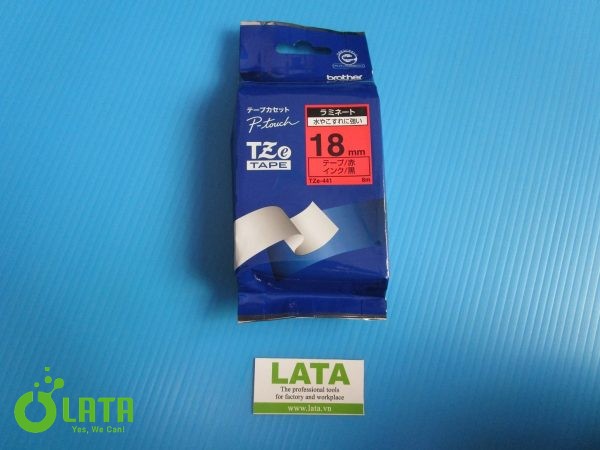 brother
テープカセット
P-touch
TZe
TAPE
ラミネート
水やこすれに強い
18mm
テープ/赤
インク/黒
TZe-441
8m
LATA
The professional tools
for factory and workplace
www.lata.vn
LATA
Yes, We Can!